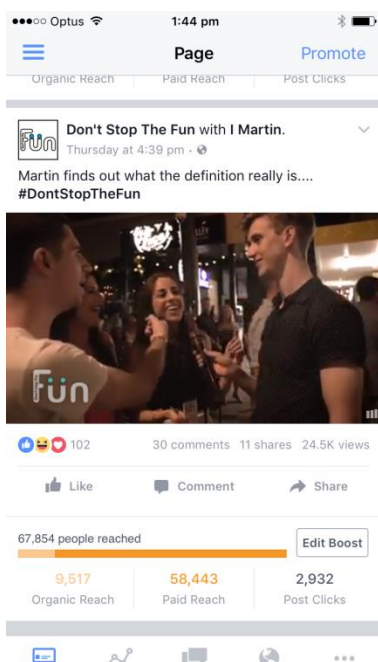 Optus 1:44 pm
Page Promote
Organic Reach Paid Reach Post Clicks
Fün Don't Stop The Fun with I Martin.
Thursday at 4:39 pm
Martin finds out what the definition really is....
#DontStopTheFun
Fün
102 30 comments 11 shares 24.5K views
Like Comment Share
67,854 people reached Edit Boost
9,517 58,443 2,932
Organic Reach Paid Reach Post Clicks